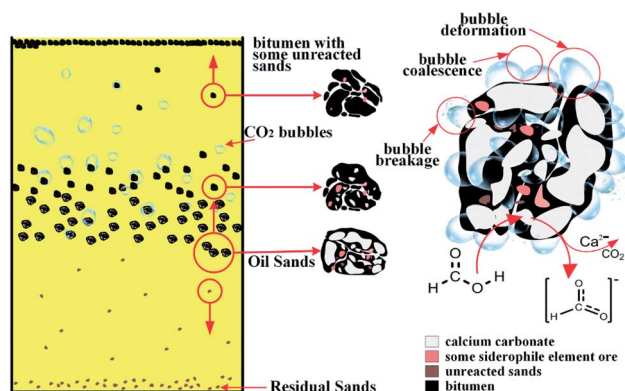 bitumen with
some unreacted
sands
CO2 bubbles
Oil Sands
Residual Sands
bubble
deformation
bubble
coalescence
bubble
breakage
Ca²⁻
CO2
O
H
C
O
H
O
C
H
O
-
calcium carbonate
some siderophile element ore
unreacted sands
bitumen